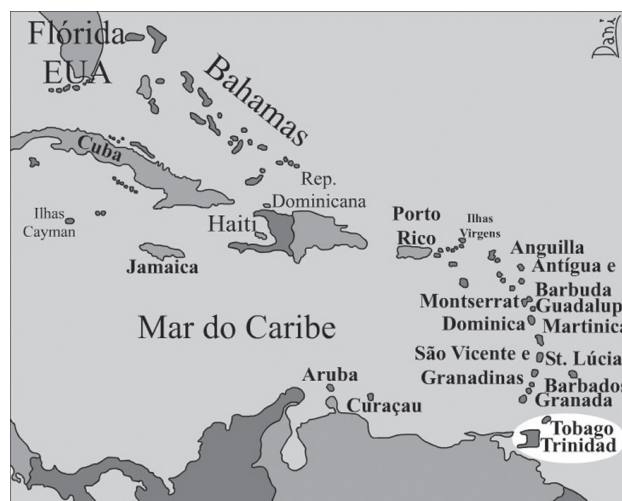 Flórida
EUA
Dani
Bahamas
Cuba
Rep.
Dominicana
Ilhas
Cayman
Haiti
Jamaica
Porto
Rico
Ilhas
Virgens
Anguilla
Antígua e
Barbuda
Montserrat
Guadalup
Dominica
Martinica
Mar do Caribe
São Vicente e
Granadinas
St. Lúcia
Barbados
Granada
Aruba
Curaçau
Tobago
Trinidad